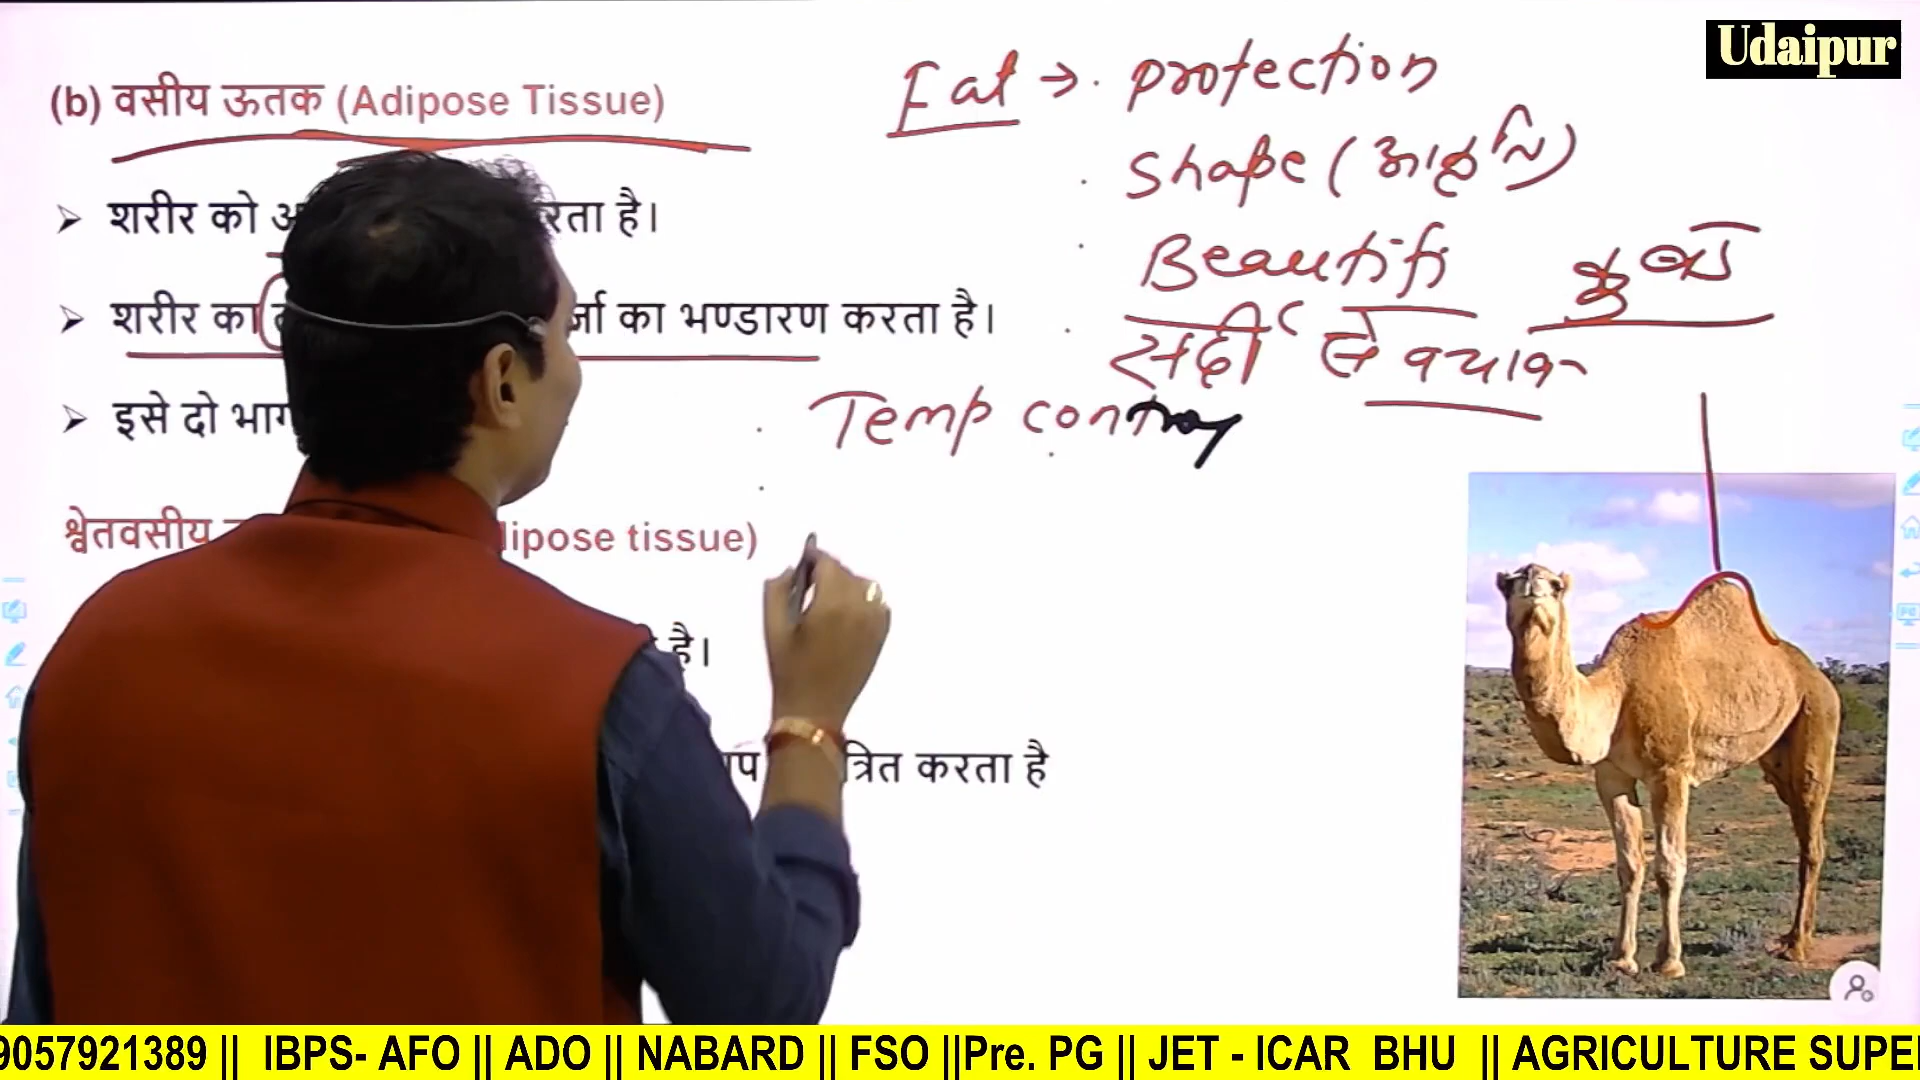 Udaipur
(b) वसीय ऊतक (Adipose Tissue)
Fat → protection
Shape (आकृति)
शरीर को रता है।
Beautifi
कुबड़
शरीर का र्जा का भण्डारण करता है।
सर्दी से बचाव
इसे दो भाग
Temp control
श्वेतवसीय dipose tissue)
है।
त्रित करता है
9057921389 || IBPS- AFO || ADO || NABARD || FSO ||Pre. PG || JET - ICAR BHU || AGRICULTURE SUPE